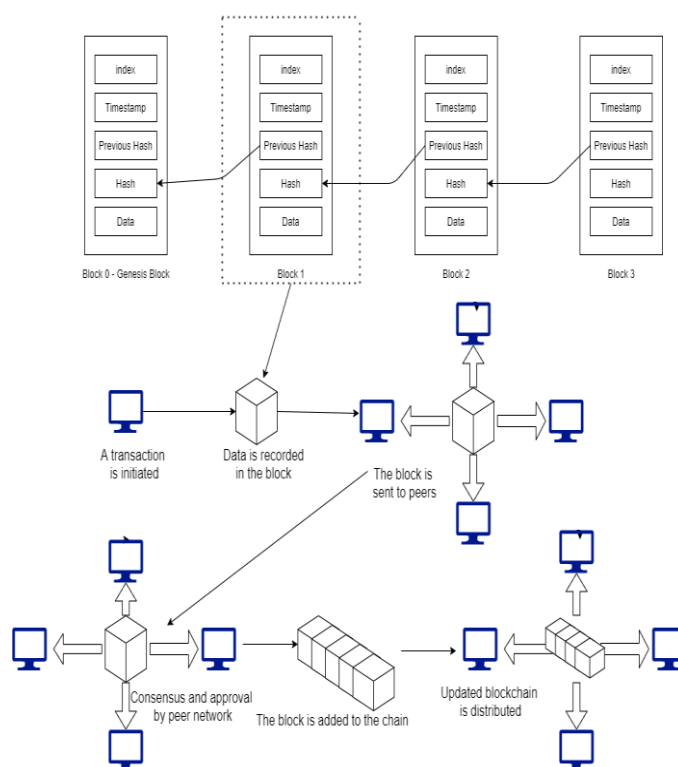 index
index
index
index
Timestamp
Timestamp
Timestamp
Timestamp
Previous Hash
Previous Hash
Previous Hash
Previous Hash
Hash
Hash
Hash
Hash
Data
Data
Data
Data
Block 0 - Genesis Block
Block 1
Block 2
Block 3
A transaction
is initiated
Data is recorded
in the block
The block is
sent to peers
Consensus and approval
by peer network
The block is added to the chain
Updated blockchain
is distributed